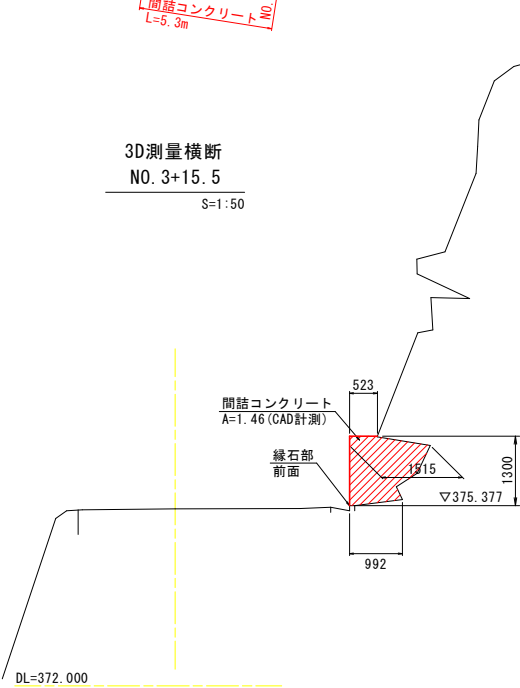 間詰コンクリート
L=5.3m
NO.
3D測量横断
NO.3+15.5
S=1:50
523
間詰コンクリート
A=1.46(CAD計測)
縁石部
前面
1515
1300
▽375.377
992
DL=372.000